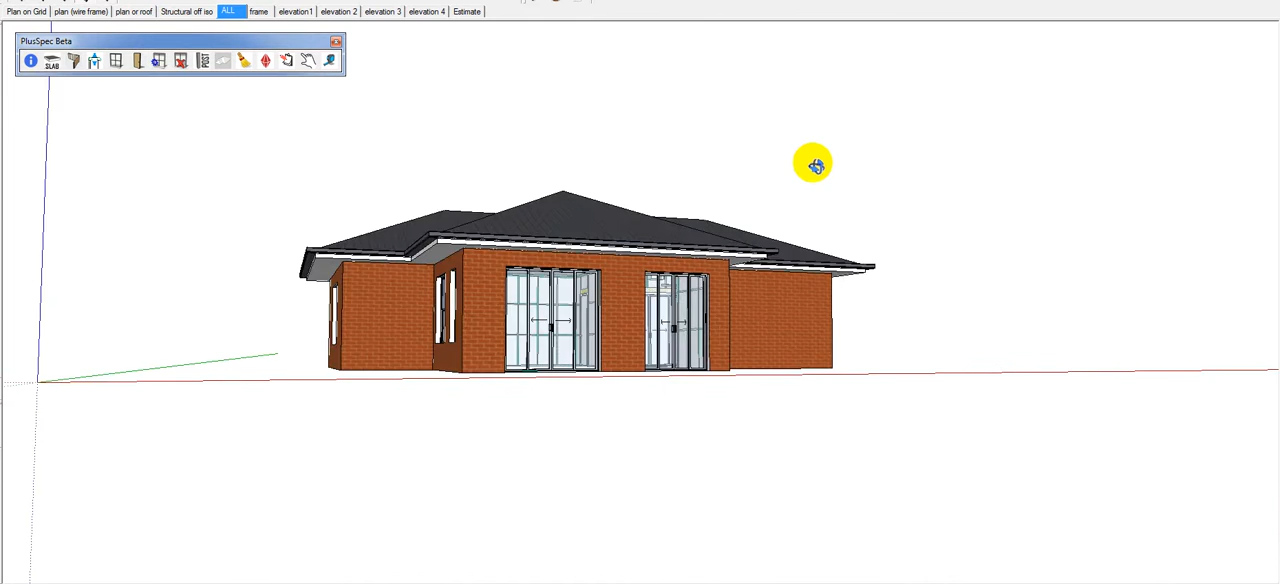 Plan on Grid plan (wire frame) plan or roof Structural off iso ALL frame elevation1 elevation 2 elevation 3 elevation 4 Estimate
PlusSpec Beta
SLAB POST